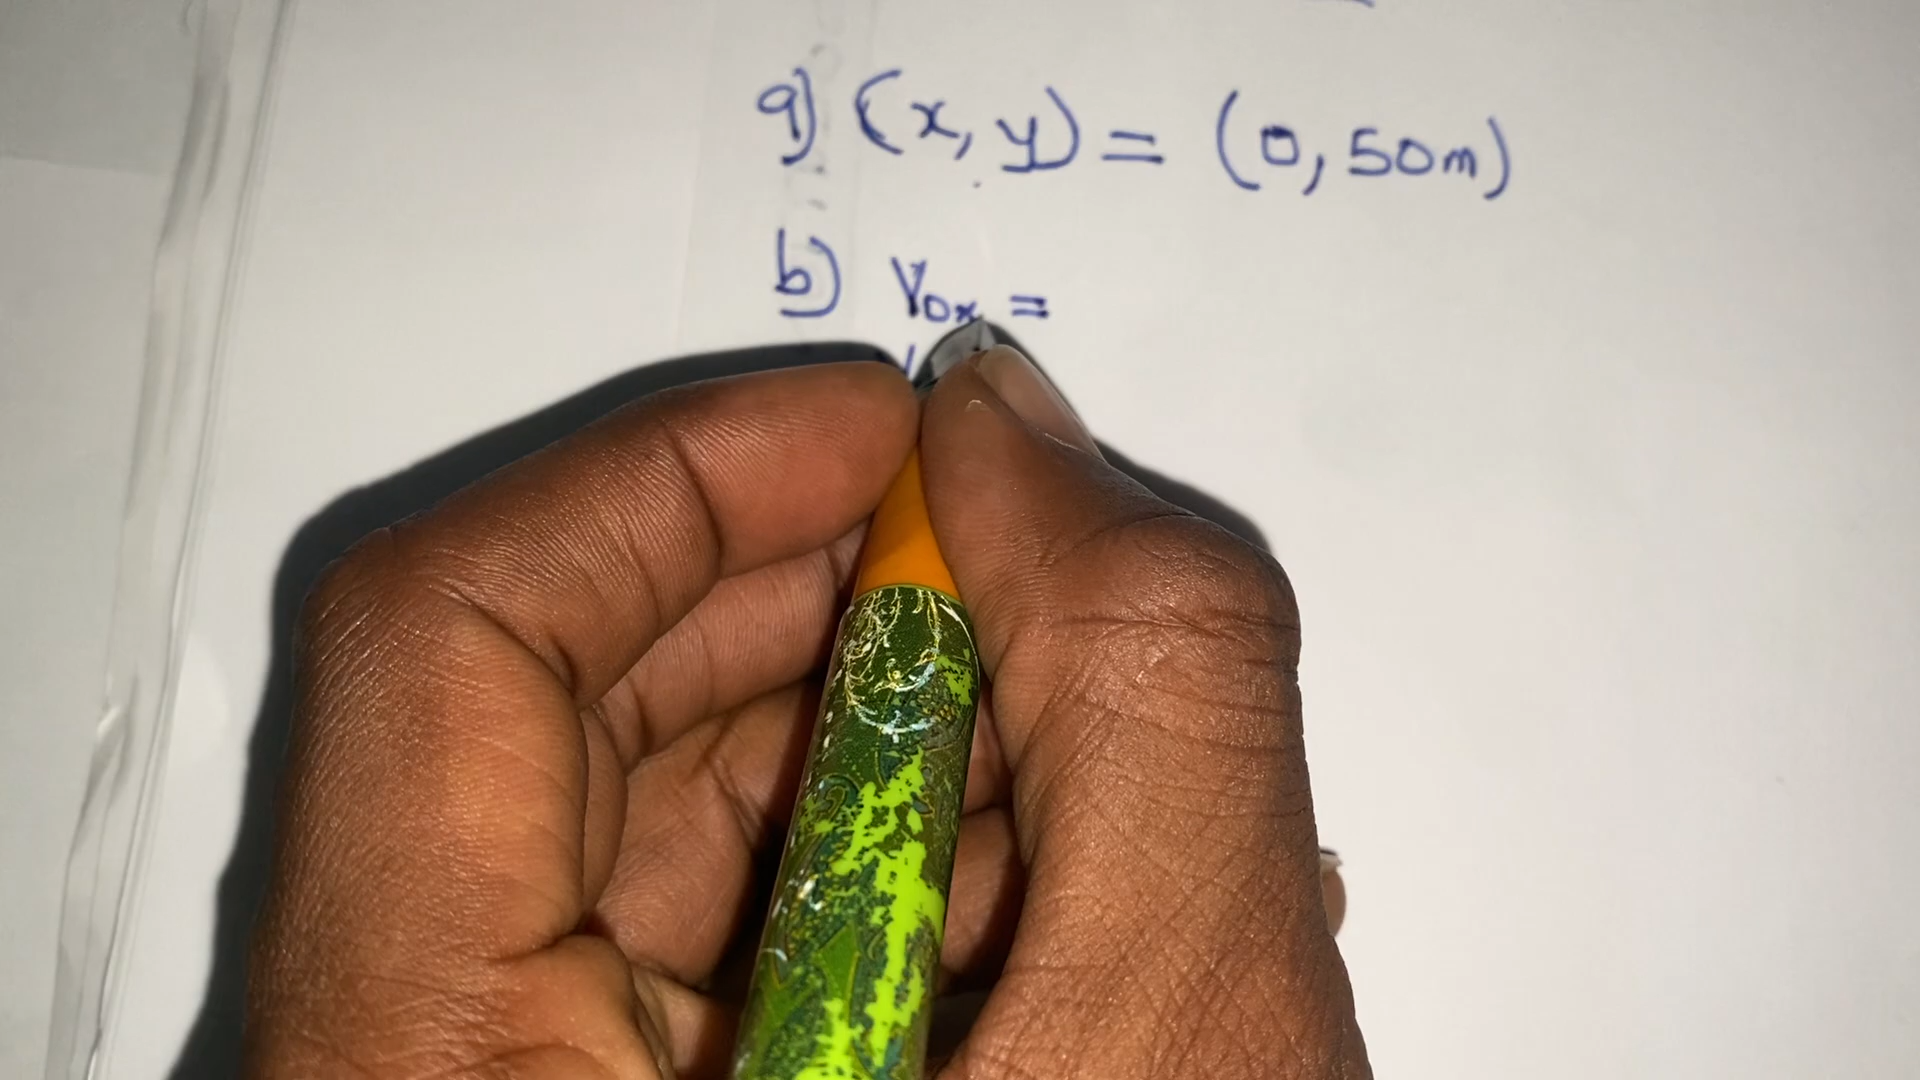 a) (x, y) = (0, 50m)
b) V₀ₓ =